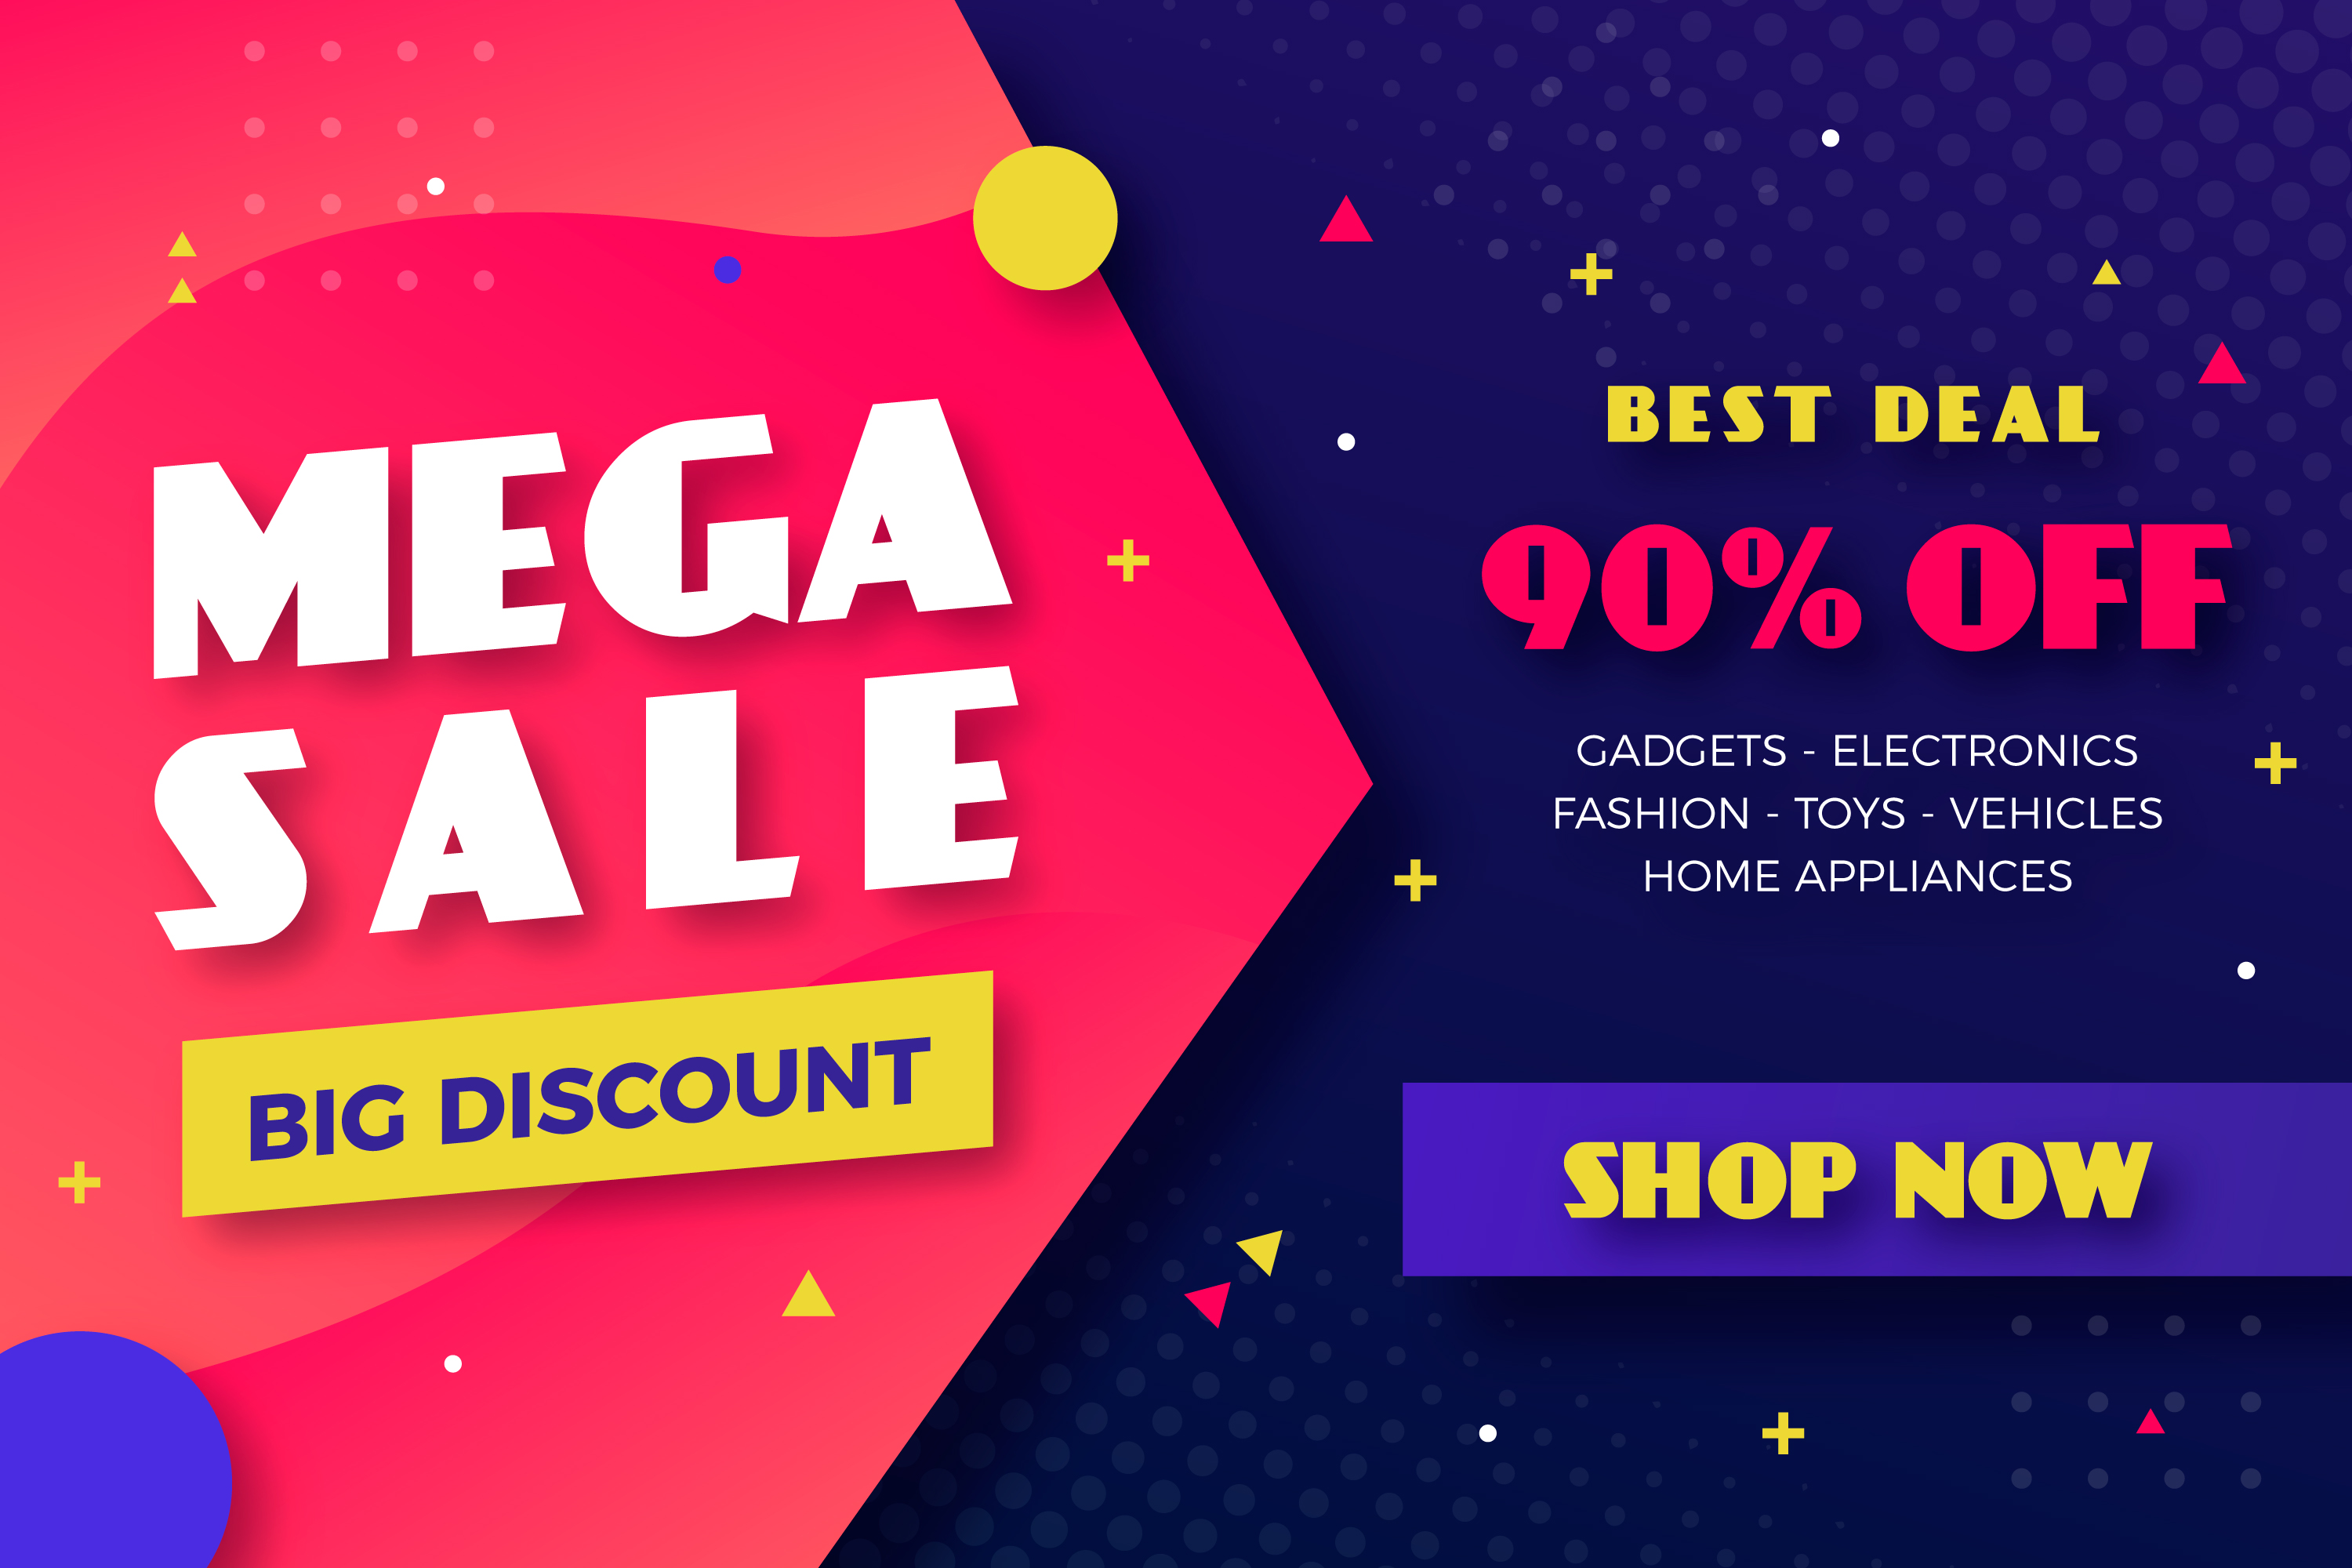 MEGA
SALE
BIG DISCOUNT
BEST DEAL
90% OFF
GADGETS - ELECTRONICS
FASHION - TOYS - VEHICLES
HOME APPLIANCES
SHOP NOW